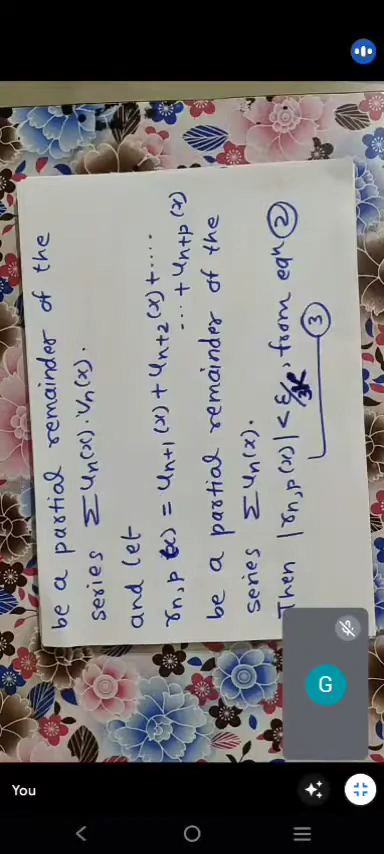 be a partial remainder of the
series Σ un(x). vn(x).
and let
rn,p (x) = un+1 (x) + un+2 (x) + ....
... + un+p (x)
be a partial remainder of the
series Σ un(x).
Then |rn,p (x)| < ε/3k, from eqn ②
③
G
You